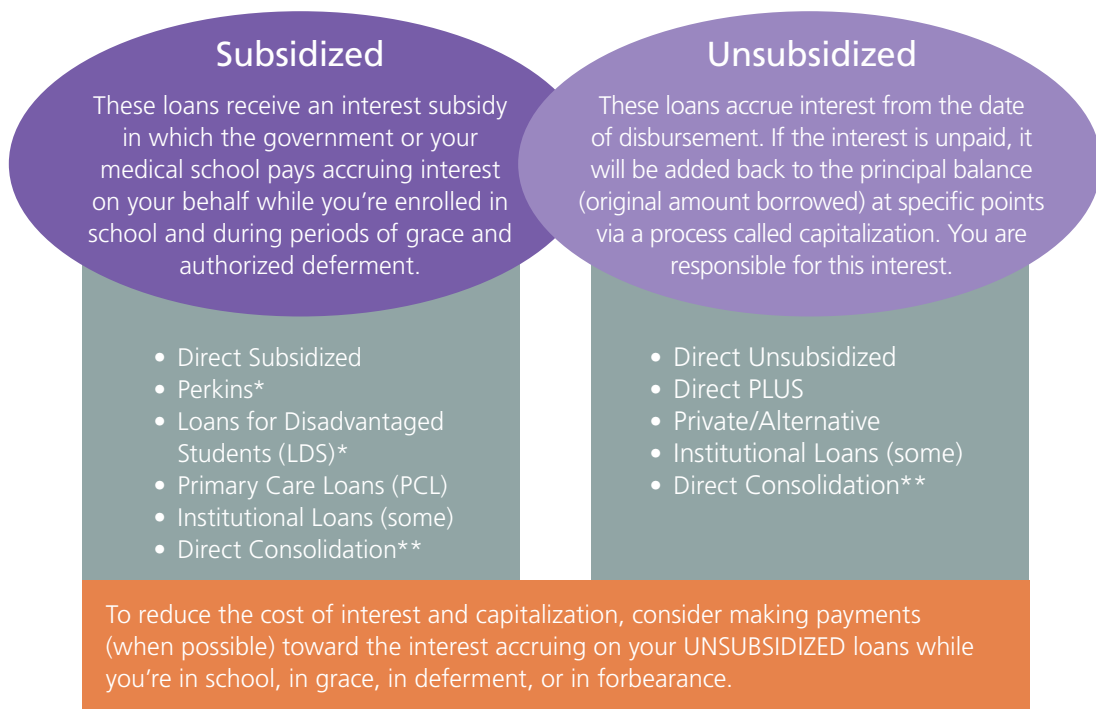 Subsidized
These loans receive an interest subsidy
in which the government or your
medical school pays accruing interest
on your behalf while you’re enrolled in
school and during periods of grace and
authorized deferment.
• Direct Subsidized
• Perkins*
• Loans for Disadvantaged
Students (LDS)*
• Primary Care Loans (PCL)
• Institutional Loans (some)
• Direct Consolidation**
Unsubsidized
These loans accrue interest from the date
of disbursement. If the interest is unpaid, it
will be added back to the principal balance
(original amount borrowed) at specific points
via a process called capitalization. You are
responsible for this interest.
• Direct Unsubsidized
• Direct PLUS
• Private/Alternative
• Institutional Loans (some)
• Direct Consolidation**
To reduce the cost of interest and capitalization, consider making payments
(when possible) toward the interest accruing on your UNSUBSIDIZED loans while
you’re in school, in grace, in deferment, or in forbearance.